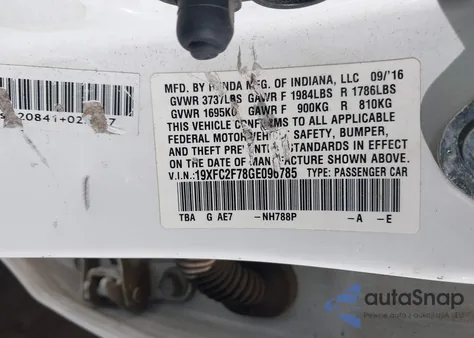 20841+02
MFD. BY HONDA MFG. OF INDIANA, LLC 09/'16
GVWR 3737LBS GAWR F 1984LBS R 1786LBS
GVWR 1695KG GAWR F 900KG R 810KG
THIS VEHICLE CONFORMS TO ALL APPLICABLE
FEDERAL MOTOR VEHICLE SAFETY, BUMPER,
AND THEFT PREVENTION STANDARDS IN EFFECT
ON THE DATE OF MANUFACTURE SHOWN ABOVE.
V.I.N.:19XFC2F78GE096785 TYPE: PASSENGER CAR
TBA G AE7 -NH788P -A -E
autoSnap